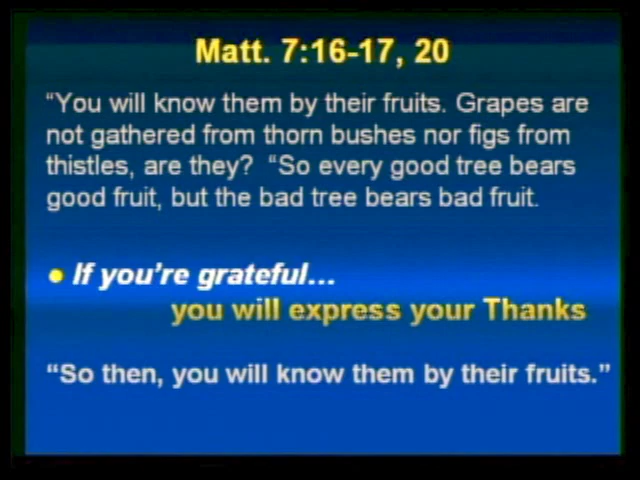 Matt. 7:16-17, 20
“You will know them by their fruits. Grapes are
not gathered from thorn bushes nor figs from
thistles, are they?  “So every good tree bears
good fruit, but the bad tree bears bad fruit.
● If you’re grateful…
you will express your Thanks
“So then, you will know them by their fruits.”